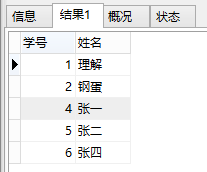 信息 结果1 概况 状态
学号 姓名
1 理解
2 钢蛋
4 张一
5 张二
6 张四